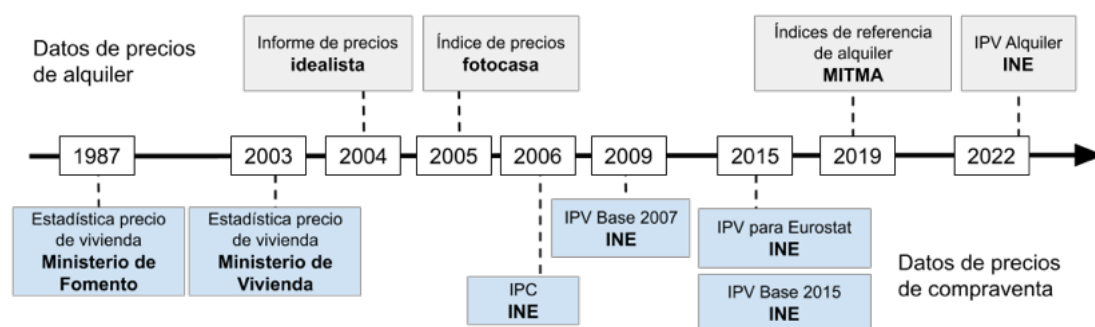 Datos de precios
de alquiler
Informe de precios
idealista
Índice de precios
fotocasa
Índices de referencia
de alquiler
MITMA
IPV Alquiler
INE
1987
2003
2004
2005
2006
2009
2015
2019
2022
Estadística precio
de vivienda
Ministerio de
Fomento
Estadística precio
de vivienda
Ministerio de
Vivienda
IPC
INE
IPV Base 2007
INE
IPV para Eurostat
INE
IPV Base 2015
INE
Datos de precios
de compraventa